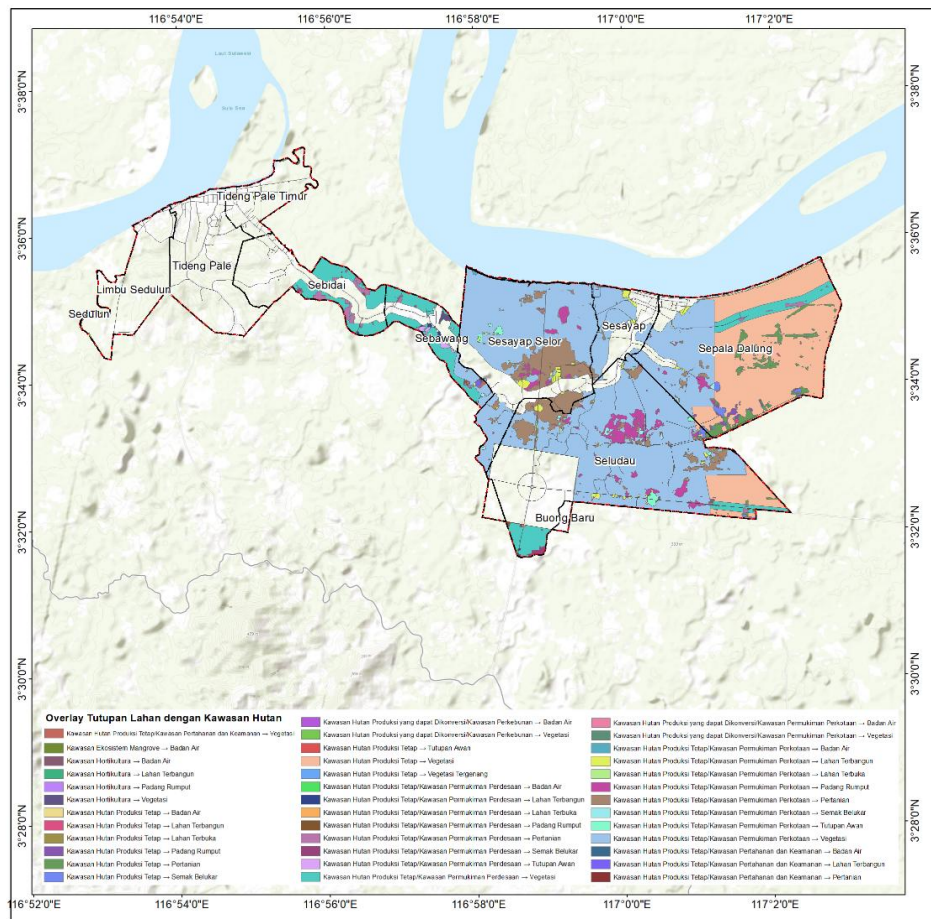 116°54'0"E 116°56'0"E 116°58'0"E 117°0'0"E 117°2'0"E
3°38'0"N 3°38'0"N
Tideng Pale Timur
3°36'0"N 3°36'0"N
Tideng Pale
Limbu Sedulun
Sebidai
Sedulun
Sesayap
Sebawang
Sesayap Selor
Sepala Dalung
3°34'0"N 3°34'0"N
Seludau
Buong Baru
3°32'0"N 3°32'0"N
3°30'0"N 3°30'0"N
3°28'0"N 3°28'0"N
Overlay Tutupan Lahan dengan Kawasan Hutan
Kawasan Hutan Produksi Tetap/Kawasan Pertahanan dan Keamanan → Vegetasi
Kawasan Ekosistem Mangrove → Badan Air
Kawasan Hortikultura → Badan Air
Kawasan Hortikultura → Lahan Terbangun
Kawasan Hortikultura → Padang Rumput
Kawasan Hortikultura → Vegetasi
Kawasan Hutan Produksi Tetap → Badan Air
Kawasan Hutan Produksi Tetap → Lahan Terbangun
Kawasan Hutan Produksi Tetap → Lahan Terbuka
Kawasan Hutan Produksi Tetap → Padang Rumput
Kawasan Hutan Produksi Tetap → Pertanian
Kawasan Hutan Produksi Tetap → Semak Belukar
Kawasan Hutan Produksi yang dapat Dikonversi/Kawasan Perkebunan → Badan Air
Kawasan Hutan Produksi yang dapat Dikonversi/Kawasan Perkebunan → Vegetasi
Kawasan Hutan Produksi Tetap → Tutupan Awan
Kawasan Hutan Produksi Tetap → Vegetasi
Kawasan Hutan Produksi Tetap → Vegetasi Tergenang
Kawasan Hutan Produksi Tetap/Kawasan Permukiman Perdesaan → Badan Air
Kawasan Hutan Produksi Tetap/Kawasan Permukiman Perdesaan → Lahan Terbangun
Kawasan Hutan Produksi Tetap/Kawasan Permukiman Perdesaan → Lahan Terbuka
Kawasan Hutan Produksi Tetap/Kawasan Permukiman Perdesaan → Padang Rumput
Kawasan Hutan Produksi Tetap/Kawasan Permukiman Perdesaan → Pertanian
Kawasan Hutan Produksi Tetap/Kawasan Permukiman Perdesaan → Semak Belukar
Kawasan Hutan Produksi Tetap/Kawasan Permukiman Perdesaan → Tutupan Awan
Kawasan Hutan Produksi Tetap/Kawasan Permukiman Perdesaan → Vegetasi
Kawasan Hutan Produksi yang dapat Dikonversi/Kawasan Permukiman Perkotaan → Badan Air
Kawasan Hutan Produksi yang dapat Dikonversi/Kawasan Permukiman Perkotaan → Vegetasi
Kawasan Hutan Produksi Tetap/Kawasan Permukiman Perkotaan → Badan Air
Kawasan Hutan Produksi Tetap/Kawasan Permukiman Perkotaan → Lahan Terbangun
Kawasan Hutan Produksi Tetap/Kawasan Permukiman Perkotaan → Lahan Terbuka
Kawasan Hutan Produksi Tetap/Kawasan Permukiman Perkotaan → Padang Rumput
Kawasan Hutan Produksi Tetap/Kawasan Permukiman Perkotaan → Pertanian
Kawasan Hutan Produksi Tetap/Kawasan Permukiman Perkotaan → Semak Belukar
Kawasan Hutan Produksi Tetap/Kawasan Permukiman Perkotaan → Tutupan Awan
Kawasan Hutan Produksi Tetap/Kawasan Permukiman Perkotaan → Vegetasi
Kawasan Hutan Produksi Tetap/Kawasan Pertahanan dan Keamanan → Badan Air
Kawasan Hutan Produksi Tetap/Kawasan Pertahanan dan Keamanan → Lahan Terbangun
Kawasan Hutan Produksi Tetap/Kawasan Pertahanan dan Keamanan → Pertanian
116°52'0"E 116°54'0"E 116°56'0"E 116°58'0"E 117°0'0"E 117°2'0"E